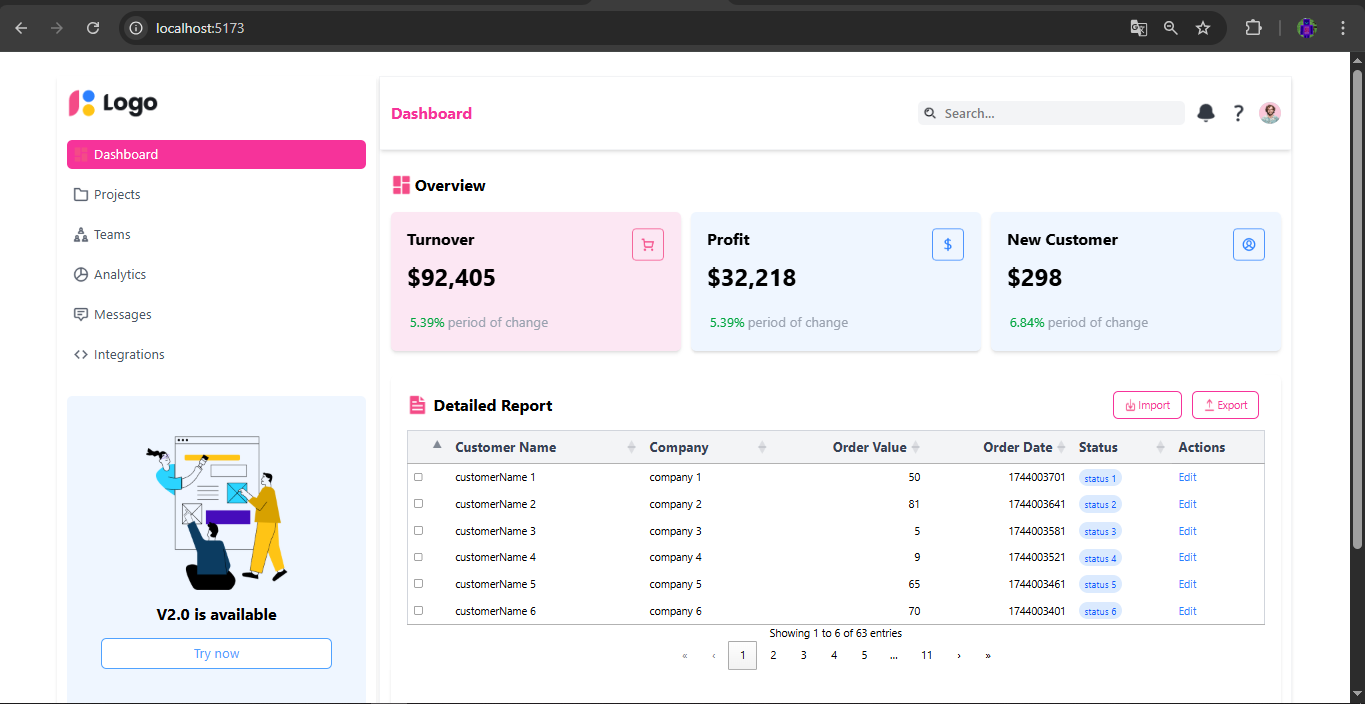 localhost:5173
Logo
Dashboard
Projects
Teams
Analytics
Messages
Integrations
V2.0 is available
Try now
Dashboard
Search...
Overview
Turnover
$92,405
5.39% period of change
Profit
$32,218
5.39% period of change
New Customer
$298
6.84% period of change
Detailed Report
Import Export
Customer Name Company Order Value Order Date Status Actions
customerName 1 company 1 50 1744003701 status 1 Edit
customerName 2 company 2 81 1744003641 status 2 Edit
customerName 3 company 3 5 1744003581 status 3 Edit
customerName 4 company 4 9 1744003521 status 4 Edit
customerName 5 company 5 65 1744003461 status 5 Edit
customerName 6 company 6 70 1744003401 status 6 Edit
Showing 1 to 6 of 63 entries
« ‹ 1 2 3 4 5 ... 11 › »